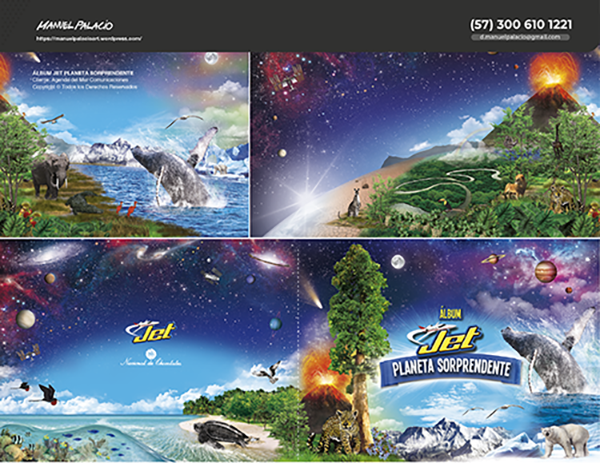 MANUEL PALACIO
https://manuelpalacioart.wordpress.com/
(57) 300 610 1221
d.manuelpalacio@gmail.com
ÁLBUM JET PLANETA SORPRENDENTE
Cliente: Agenda del Mar Comunicaciones
Copyright © Todos los Derechos Reservados
Jet
Nacional de Chocolates
ÁLBUM
Jet
PLANETA SORPRENDENTE